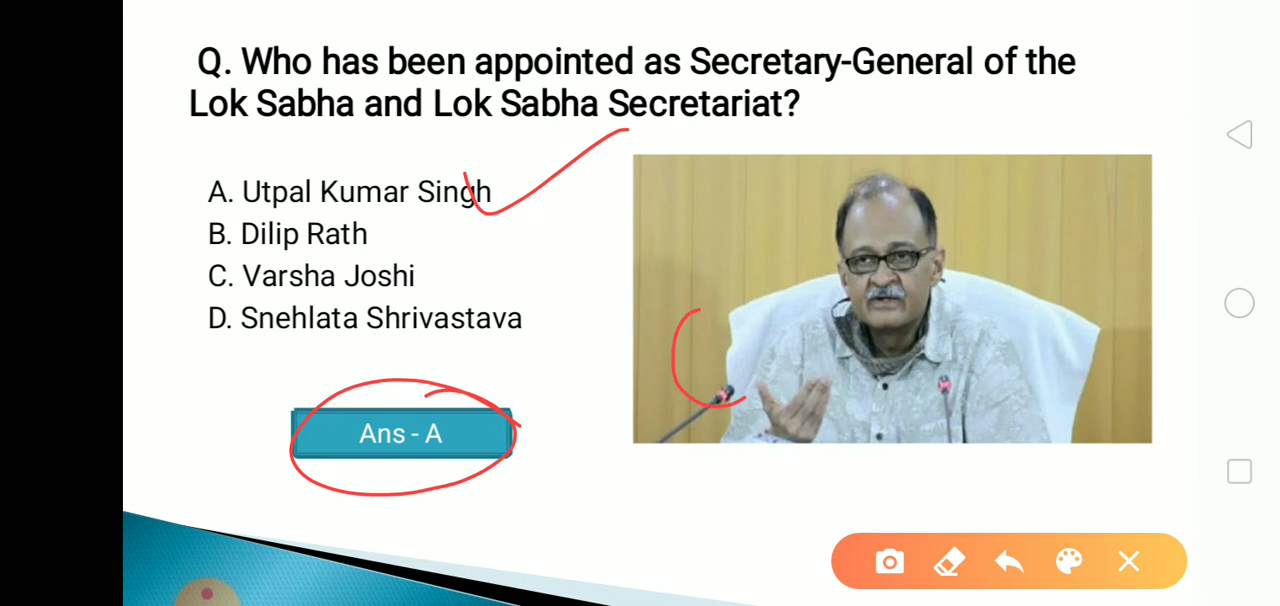 Q. Who has been appointed as Secretary-General of the
Lok Sabha and Lok Sabha Secretariat?
A. Utpal Kumar Singh
B. Dilip Rath
C. Varsha Joshi
D. Snehlata Shrivastava
Ans - A